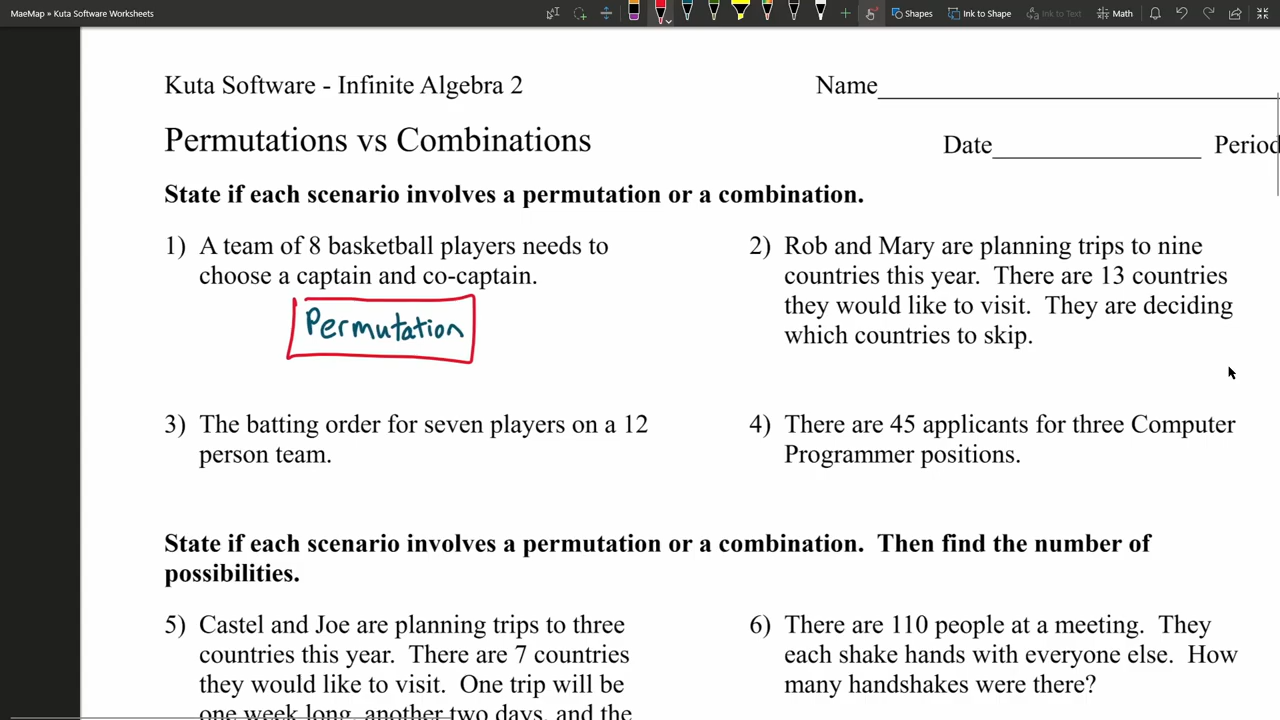 MaeMap » Kuta Software Worksheets
Shapes
Ink to Shape
Ink to Text
Math
Kuta Software - Infinite Algebra 2
Name
Permutations vs Combinations
Date
Period
State if each scenario involves a permutation or a combination.
1) A team of 8 basketball players needs to
choose a captain and co-captain.
Permutation
2) Rob and Mary are planning trips to nine
countries this year. There are 13 countries
they would like to visit. They are deciding
which countries to skip.
3) The batting order for seven players on a 12
person team.
4) There are 45 applicants for three Computer
Programmer positions.
State if each scenario involves a permutation or a combination. Then find the number of
possibilities.
5) Castel and Joe are planning trips to three
countries this year. There are 7 countries
they would like to visit. One trip will be
one week long, another two days, and the
6) There are 110 people at a meeting. They
each shake hands with everyone else. How
many handshakes were there?